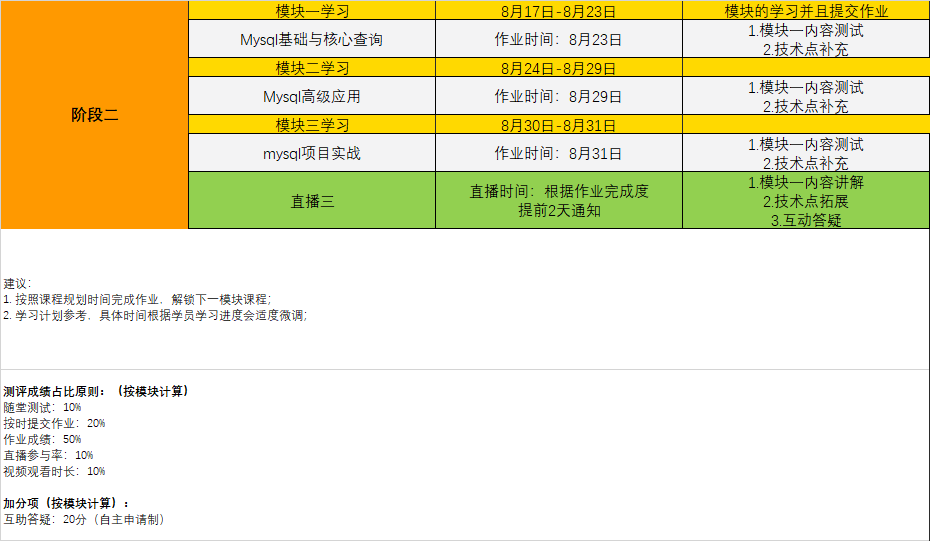 阶段二
模块一学习 8月17日-8月23日 模块的学习并且提交作业
Mysql基础与核心查询 作业时间：8月23日 1.模块一内容测试
2.技术点补充
模块二学习 8月24日-8月29日
Mysql高级应用 作业时间：8月29日 1.模块一内容测试
2.技术点补充
模块三学习 8月30日-8月31日
mysql项目实战 作业时间：8月31日 1.模块一内容测试
2.技术点补充
直播三 直播时间：根据作业完成度
提前2天通知
1.模块一内容讲解
2.技术点拓展
3.互动答疑
建议：
1. 按照课程规划时间完成作业、解锁下一模块课程；
2. 学习计划参考、具体时间根据学员学习进度会适度微调；
测评成绩占比原则：（按模块计算）
随堂测试：10%
按时提交作业：20%
作业成绩：50%
直播参与率：10%
视频观看时长：10%
加分项（按模块计算）:
互助答疑：20分（自主申请制）